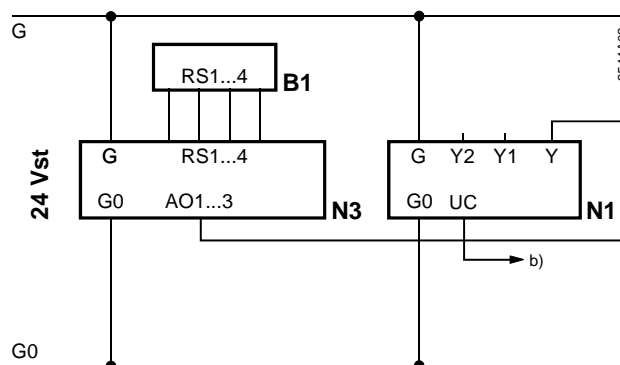 G
RS1...4
B1
24 Vst
G
RS1...4
G0
AO1...3
N3
G
Y2
Y1
Y
G0
UC
N1
b)
G0